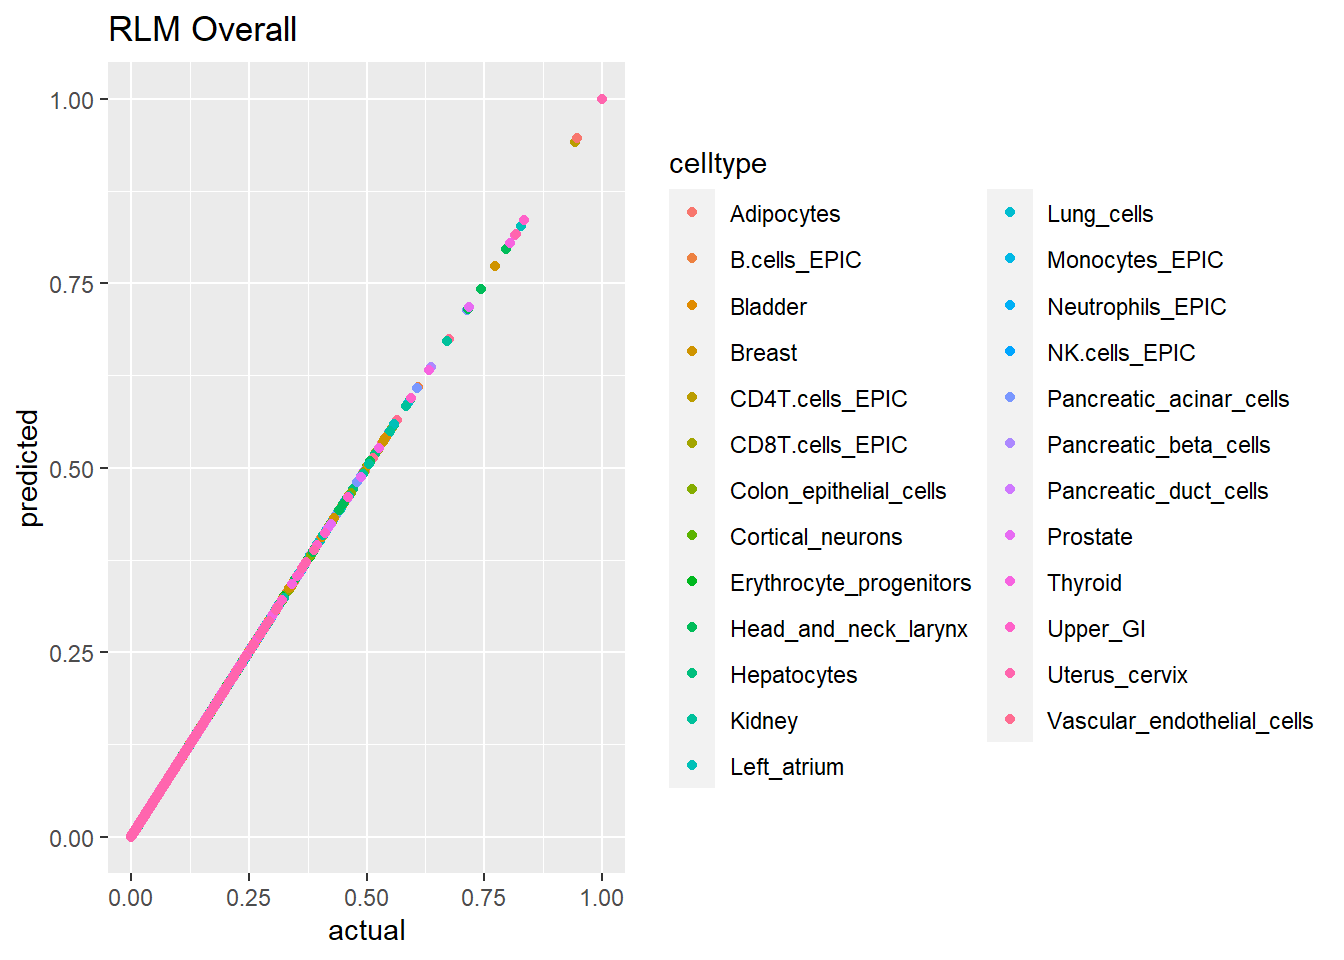 RLM Overall
1.00
0.75
0.50
0.25
0.00
predicted
0.00 0.25 0.50 0.75 1.00
actual
celltype
Adipocytes
B.cells_EPIC
Bladder
Breast
CD4T.cells_EPIC
CD8T.cells_EPIC
Colon_epithelial_cells
Cortical_neurons
Erythrocyte_progenitors
Head_and_neck_larynx
Hepatocytes
Kidney
Left_atrium
Lung_cells
Monocytes_EPIC
Neutrophils_EPIC
NK.cells_EPIC
Pancreatic_acinar_cells
Pancreatic_beta_cells
Pancreatic_duct_cells
Prostate
Thyroid
Upper_GI
Uterus_cervix
Vascular_endothelial_cells